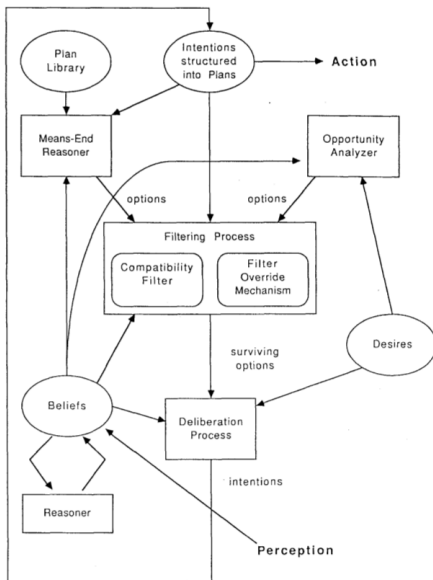 Intentions
structured
into Plans
Plan
Library
Action
Means-End
Reasoner
Opportunity
Analyzer
options
options
Filtering Process
Compatibility
Filter
Filter
Override
Mechanism
surviving
options
Desires
Beliefs
Deliberation
Process
intentions
Reasoner
Perception